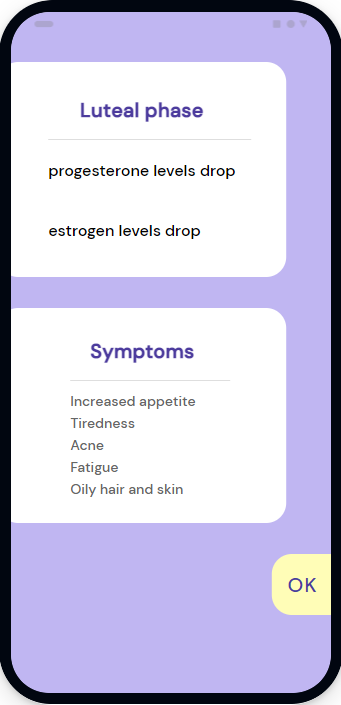 Luteal phase
progesterone levels drop
estrogen levels drop
Symptoms
Increased appetite
Tiredness
Acne
Fatigue
Oily hair and skin
OK